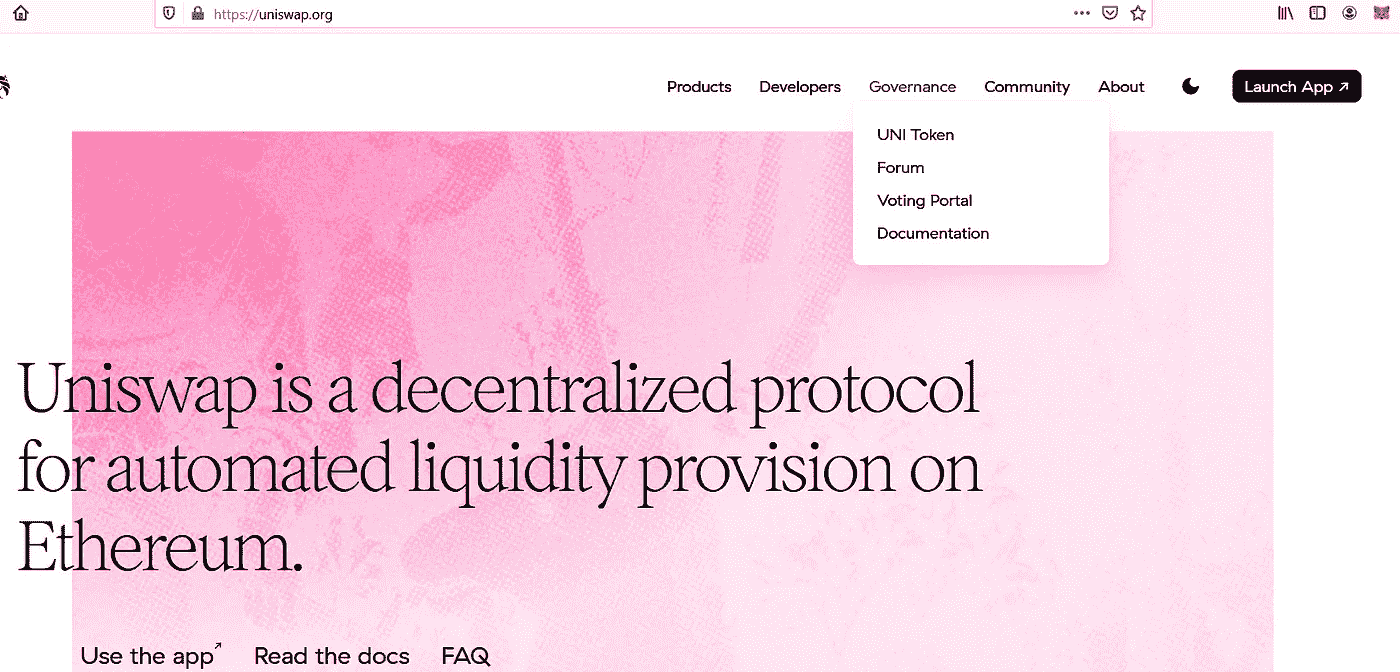 https://uniswap.org
Products Developers Governance Community About Launch App ↗
UNI Token
Forum
Voting Portal
Documentation
Uniswap is a decentralized protocol
for automated liquidity provision on
Ethereum.
Use the app↗ Read the docs FAQ